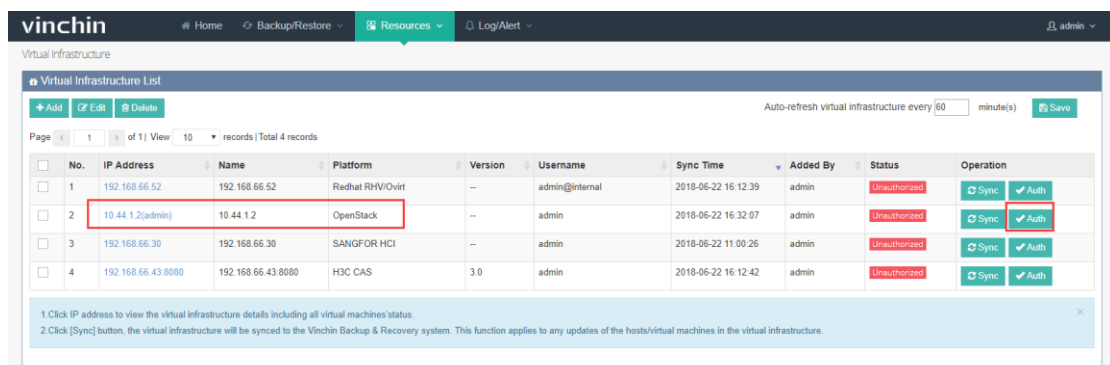 vinchin Home Backup/Restore Resources Log/Alert admin
Virtual Infrastructure
Virtual Infrastructure List
Add Edit Delete Auto-refresh virtual infrastructure every 60 minute(s) Save
Page < 1 > of 1| View 10 records|Total 4 records
No. IP Address Name Platform Version Username Sync Time Added By Status Operation
1 192.168.66.52 192.168.66.52 Redhat RHV/Ovirt -- admin@internal 2018-06-22 16:12:39 admin Unauthorized Sync Auth
2 10.44.1.2(admin) 10.44.1.2 OpenStack -- admin 2018-06-22 16:32:07 admin Unauthorized Sync Auth
3 192.168.66.30 192.168.66.30 SANGFOR HCI -- admin 2018-06-22 11:00:26 admin Unauthorized Sync Auth
4 192.168.66.43:8080 192.168.66.43:8080 H3C CAS 3.0 admin 2018-06-22 16:12:42 admin Unauthorized Sync Auth
1.Click IP address to view the virtual infrastructure details including all virtual machines'status.
2.Click [Sync] button, the virtual infrastructure will be synced to the Vinchin Backup & Recovery system. This function applies to any updates of the hosts/virtual machines in the virtual infrastructure.